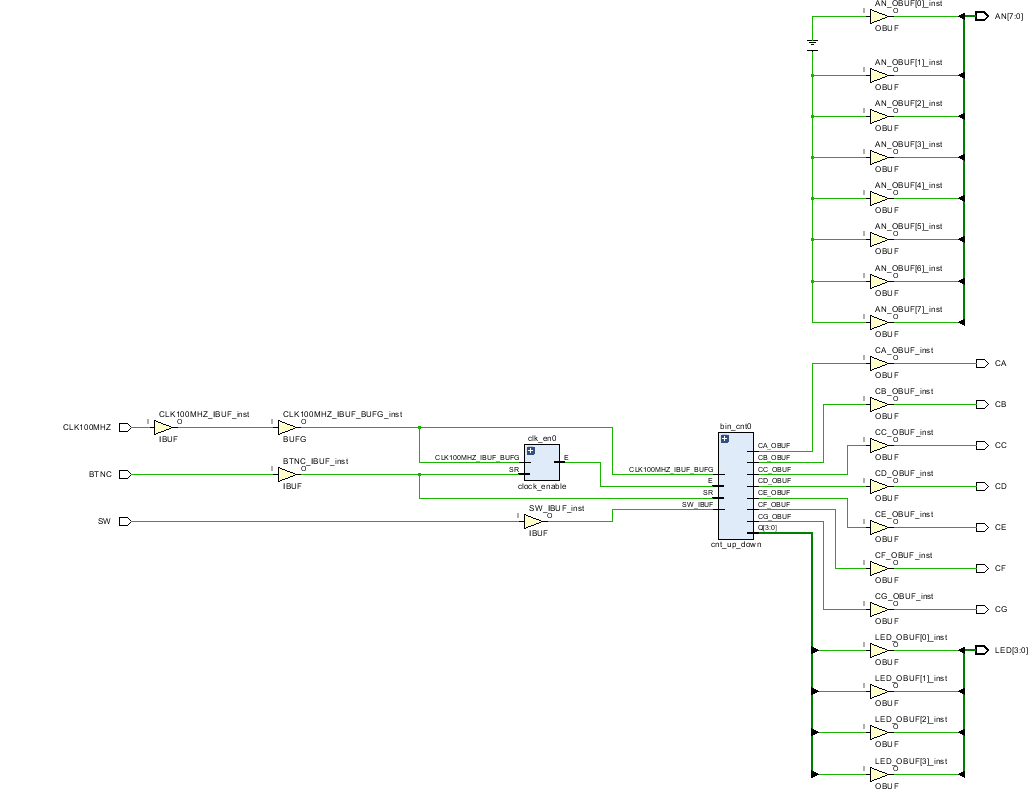 AN_OBUF[0]_inst
I O
OBUF
AN[7:0]
AN_OBUF[1]_inst
I O
OBUF
AN_OBUF[2]_inst
I O
OBUF
AN_OBUF[3]_inst
I O
OBUF
AN_OBUF[4]_inst
I O
OBUF
AN_OBUF[5]_inst
I O
OBUF
AN_OBUF[6]_inst
I O
OBUF
AN_OBUF[7]_inst
I O
OBUF
CLK100MHZ
CLK100MHZ_IBUF_inst
I O
IBUF
CLK100MHZ_IBUF_BUFG_inst
I O
BUFG
BTNC
BTNC_IBUF_inst
I O
IBUF
SW
SW_IBUF_inst
I O
IBUF
clk_en0
CLK100MHZ_IBUF_BUFG
SR
E
clock_enable
bin_cnt0
CLK100MHZ_IBUF_BUFG
E
SR
SW_IBUF
CA_OBUF
CB_OBUF
CC_OBUF
CD_OBUF
CE_OBUF
CF_OBUF
CG_OBUF
Q[3:0]
cnt_up_down
CA_OBUF_inst
I O
OBUF
CA
CB_OBUF_inst
I O
OBUF
CB
CC_OBUF_inst
I O
OBUF
CC
CD_OBUF_inst
I O
OBUF
CD
CE_OBUF_inst
I O
OBUF
CE
CF_OBUF_inst
I O
OBUF
CF
CG_OBUF_inst
I O
OBUF
CG
LED_OBUF[0]_inst
I O
OBUF
LED[3:0]
LED_OBUF[1]_inst
I O
OBUF
LED_OBUF[2]_inst
I O
OBUF
LED_OBUF[3]_inst
I O
OBUF